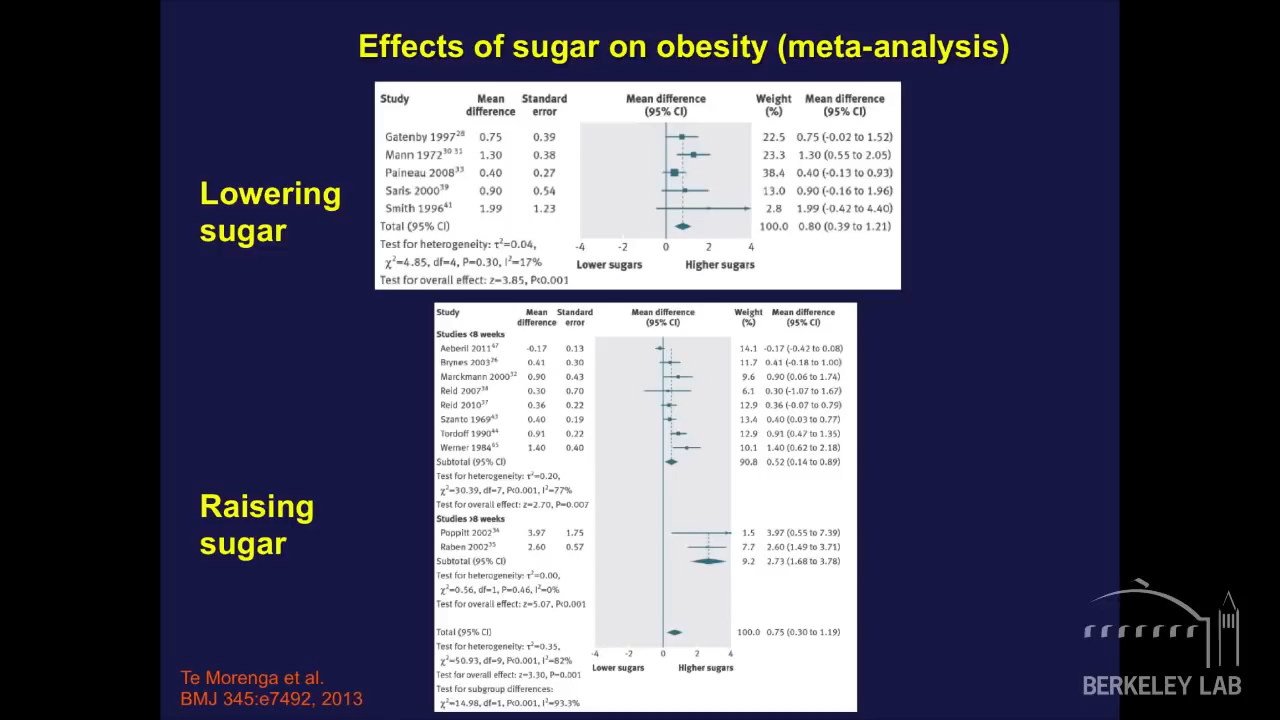 Effects of sugar on obesity (meta-analysis)
Lowering
sugar
Study Mean difference Standard error Mean difference (95% CI) Weight (%) Mean difference (95% CI)
Gatenby 1997²⁸ 0.75 0.39 22.5 0.75 (-0.02 to 1.52)
Mann 1972³⁰ ³¹ 1.30 0.38 23.3 1.30 (0.55 to 2.05)
Paineau 2008³³ 0.40 0.27 38.4 0.40 (-0.13 to 0.93)
Saris 2000³⁹ 0.90 0.54 13.0 0.90 (-0.16 to 1.96)
Smith 1996⁴¹ 1.99 1.23 2.8 1.99 (-0.42 to 4.40)
Total (95% CI) 100.0 0.80 (0.39 to 1.21)
Test for heterogeneity: τ²=0.04,
χ²=4.85, df=4, P=0.30, I²=17%
Test for overall effect: z=3.85, P<0.001
-4 -2 0 2 4
Lower sugars Higher sugars
Raising
sugar
Study Mean difference Standard error Mean difference (95% CI) Weight (%) Mean difference (95% CI)
Studies <8 weeks
Aeberil 2011⁴⁷ -0.17 0.13 14.1 -0.17 (-0.42 to 0.08)
Brynes 2003²⁶ 0.41 0.30 11.7 0.41 (-0.18 to 1.00)
Marckmann 2000³² 0.90 0.43 9.6 0.90 (0.06 to 1.74)
Reid 2007³⁸ 0.30 0.70 6.1 0.30 (-1.07 to 1.67)
Reid 2010³⁷ 0.36 0.22 12.9 0.36 (-0.07 to 0.79)
Szanto 1969⁴³ 0.40 0.19 13.4 0.40 (0.03 to 0.77)
Tordoff 1990⁴⁴ 0.91 0.22 12.9 0.91 (0.47 to 1.35)
Werner 1984⁴⁵ 1.40 0.40 10.1 1.40 (0.62 to 2.18)
Subtotal (95% CI) 90.8 0.52 (0.14 to 0.89)
Test for heterogeneity: τ²=0.20,
χ²=30.39, df=7, P<0.001, I²=77%
Test for overall effect: z=2.70, P=0.007
Studies >8 weeks
Poppitt 2002³⁴ 3.97 1.75 1.5 3.97 (0.55 to 7.39)
Raben 2002³⁵ 2.60 0.57 7.7 2.60 (1.49 to 3.71)
Subtotal (95% CI) 9.2 2.73 (1.68 to 3.78)
Test for heterogeneity: τ²=0.00,
χ²=0.56, df=1, P=0.46, I²=0%
Test for overall effect: z=5.07, P<0.001
Total (95% CI) 100.0 0.75 (0.30 to 1.19)
Test for heterogeneity: τ²=0.35,
χ²=50.93, df=9, P<0.001, I²=82%
Test for overall effect: z=3.30, P=0.001
Test for subgroup differences:
χ²=14.98, df=1, P<0.001, I²=93.3%
-4 -2 0 2 4
Lower sugars Higher sugars
Te Morenga et al.
BMJ 345:e7492, 2013
BERKELEY LAB